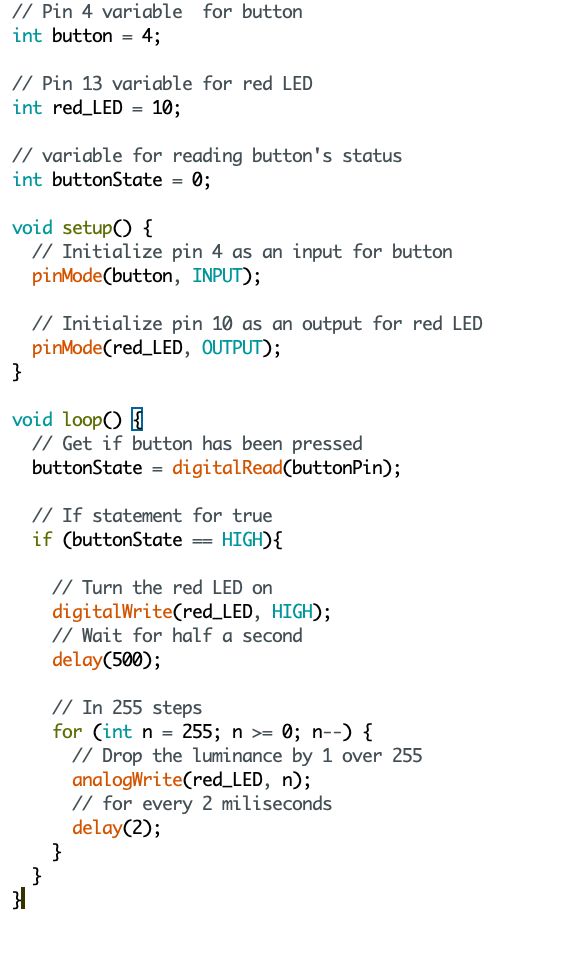 // Pin 4 variable  for button
int button = 4;

// Pin 13 variable for red LED
int red_LED = 10;

// variable for reading button's status
int buttonState = 0;

void setup() {
  // Initialize pin 4 as an input for button
  pinMode(button, INPUT);

  // Initialize pin 10 as an output for red LED
  pinMode(red_LED, OUTPUT);
}

void loop() {
  // Get if button has been pressed
  buttonState = digitalRead(buttonPin);

  // If statement for true
  if (buttonState == HIGH){

    // Turn the red LED on
    digitalWrite(red_LED, HIGH);
    // Wait for half a second
    delay(500);

    // In 255 steps
    for (int n = 255; n >= 0; n--) {
      // Drop the luminance by 1 over 255
      analogWrite(red_LED, n);
      // for every 2 miliseconds
      delay(2);
    }
  }
}